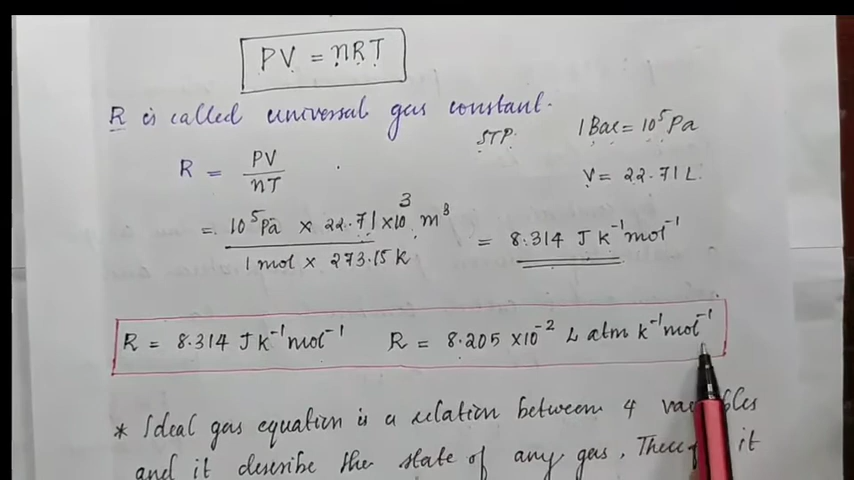 PV = nRT
R is called universal gas constant.
STP. 1 Bar = 10⁵ Pa
R = PV / nT
V = 22.71 L.
= 10⁵ Pa × 22.71 × 10³ m³ / 1 mol × 273.15 K = 8.314 J K⁻¹ mol⁻¹
R = 8.314 J K⁻¹ mol⁻¹ R = 8.205 × 10⁻² L atm K⁻¹ mol⁻¹
* Ideal gas equation is a relation between 4
and it describe the state of any gas. it